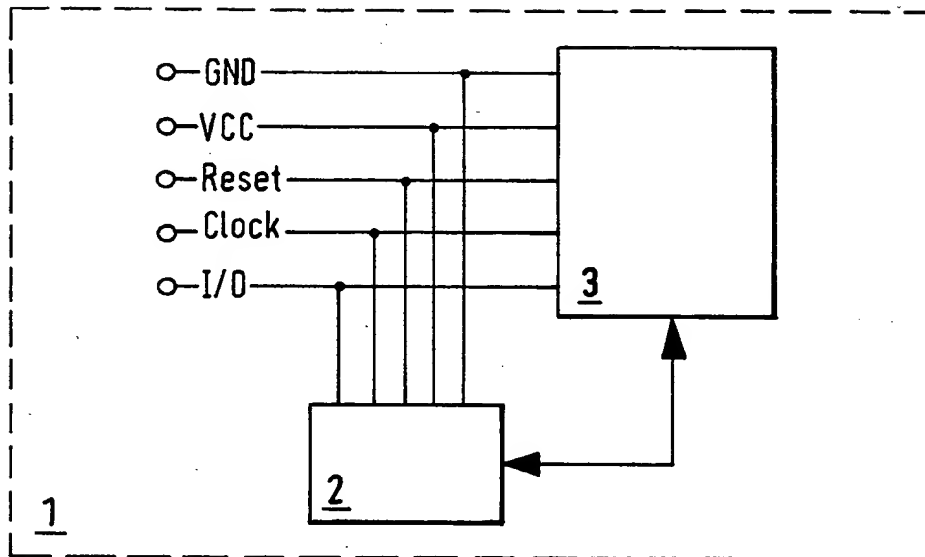 GND
VCC
Reset
Clock
I/O
3
2
1